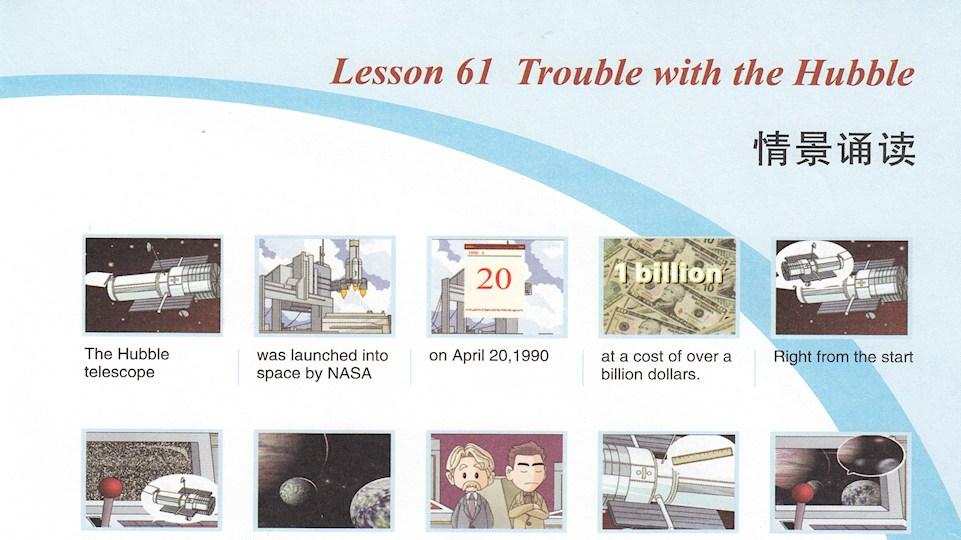 Lesson 61 Trouble with the Hubble
情景诵读
20
1 billion
The Hubble
telescope
was launched into
space by NASA
on April 20,1990
at a cost of over a
billion dollars.
Right from the start